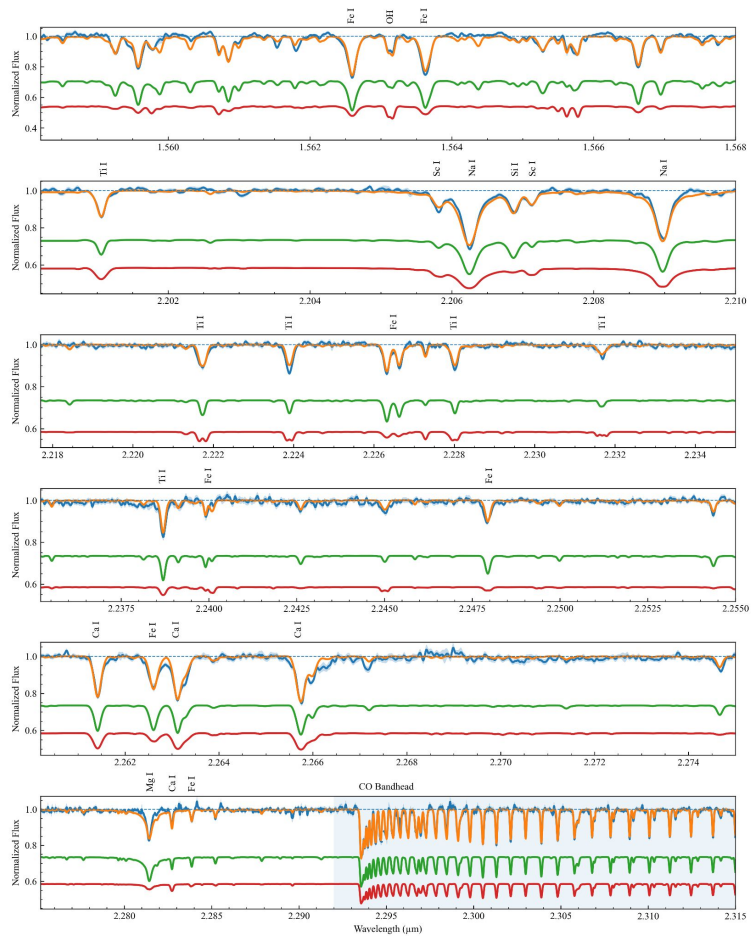 Fe I OH Fe I
Normalized Flux
1.0
0.8
0.6
0.4
1.560 1.562 1.564 1.566 1.568
Ti I Sc I Na I Si I Sc I Na I
Normalized Flux
1.0
0.8
0.6
2.202 2.204 2.206 2.208 2.210
Ti I Ti I Fe I Ti I Ti I
Normalized Flux
1.0
0.8
0.6
2.218 2.220 2.222 2.224 2.226 2.228 2.230 2.232 2.234
Ti I Fe I Fe I
Normalized Flux
1.0
0.8
0.6
2.2375 2.2400 2.2425 2.2450 2.2475 2.2500 2.2525 2.2550
Ca I Fe I Ca I Ca I
Normalized Flux
1.0
0.8
0.6
2.262 2.264 2.266 2.268 2.270 2.272 2.274
Mg I Ca I Fe I CO Bandhead
Normalized Flux
1.0
0.8
0.6
2.280 2.285 2.290 2.295 2.300 2.305 2.310 2.315
Wavelength (μm)